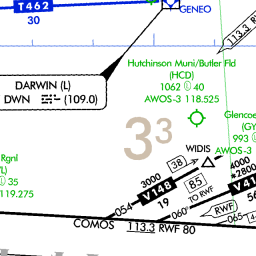 T462
GENEO
30
113.3 R
DARWIN (L)
DWN (109.0)
Hutchinson Muni/Butler Fld
(HCD)
1062 Ⓛ 40
AWOS-3 118.525
Glencoe
(GY
993
AWOS-3
3 3
WIDIS
38
3000
4000
*2800
V148
85
V41
Rgnl
L)
Ⓛ 35
119.275
19
TO RWF
56
054
060
RWF
065
COMOS
113.3 RWF 80